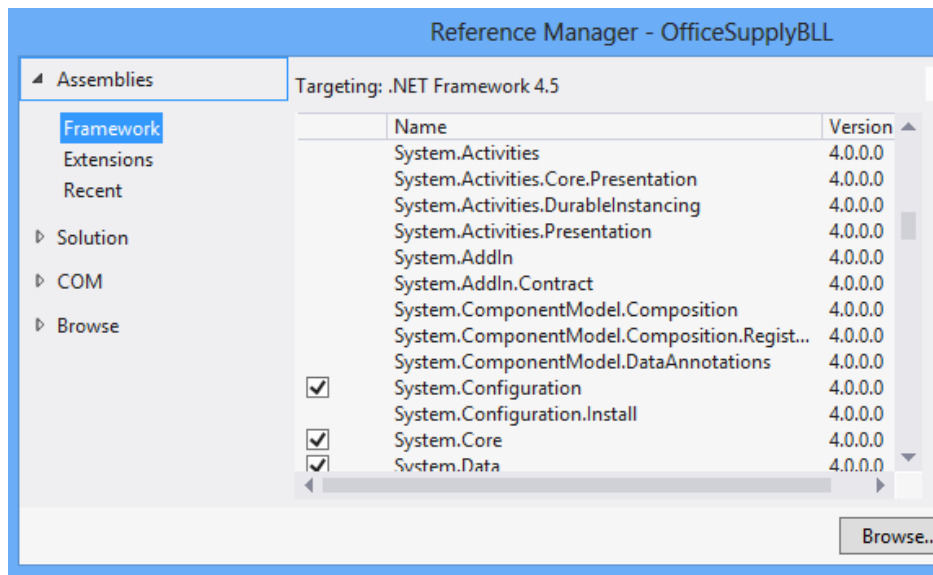 Reference Manager - OfficeSupplyBLL
Assemblies
Framework
Extensions
Recent
Solution
COM
Browse
Targeting: .NET Framework 4.5
Name Version
System.Activities 4.0.0.0
System.Activities.Core.Presentation 4.0.0.0
System.Activities.DurableInstancing 4.0.0.0
System.Activities.Presentation 4.0.0.0
System.AddIn 4.0.0.0
System.AddIn.Contract 4.0.0.0
System.ComponentModel.Composition 4.0.0.0
System.ComponentModel.Composition.Regist... 4.0.0.0
System.ComponentModel.DataAnnotations 4.0.0.0
System.Configuration 4.0.0.0
System.Configuration.Install 4.0.0.0
System.Core 4.0.0.0
System.Data 4.0.0.0
Browse..